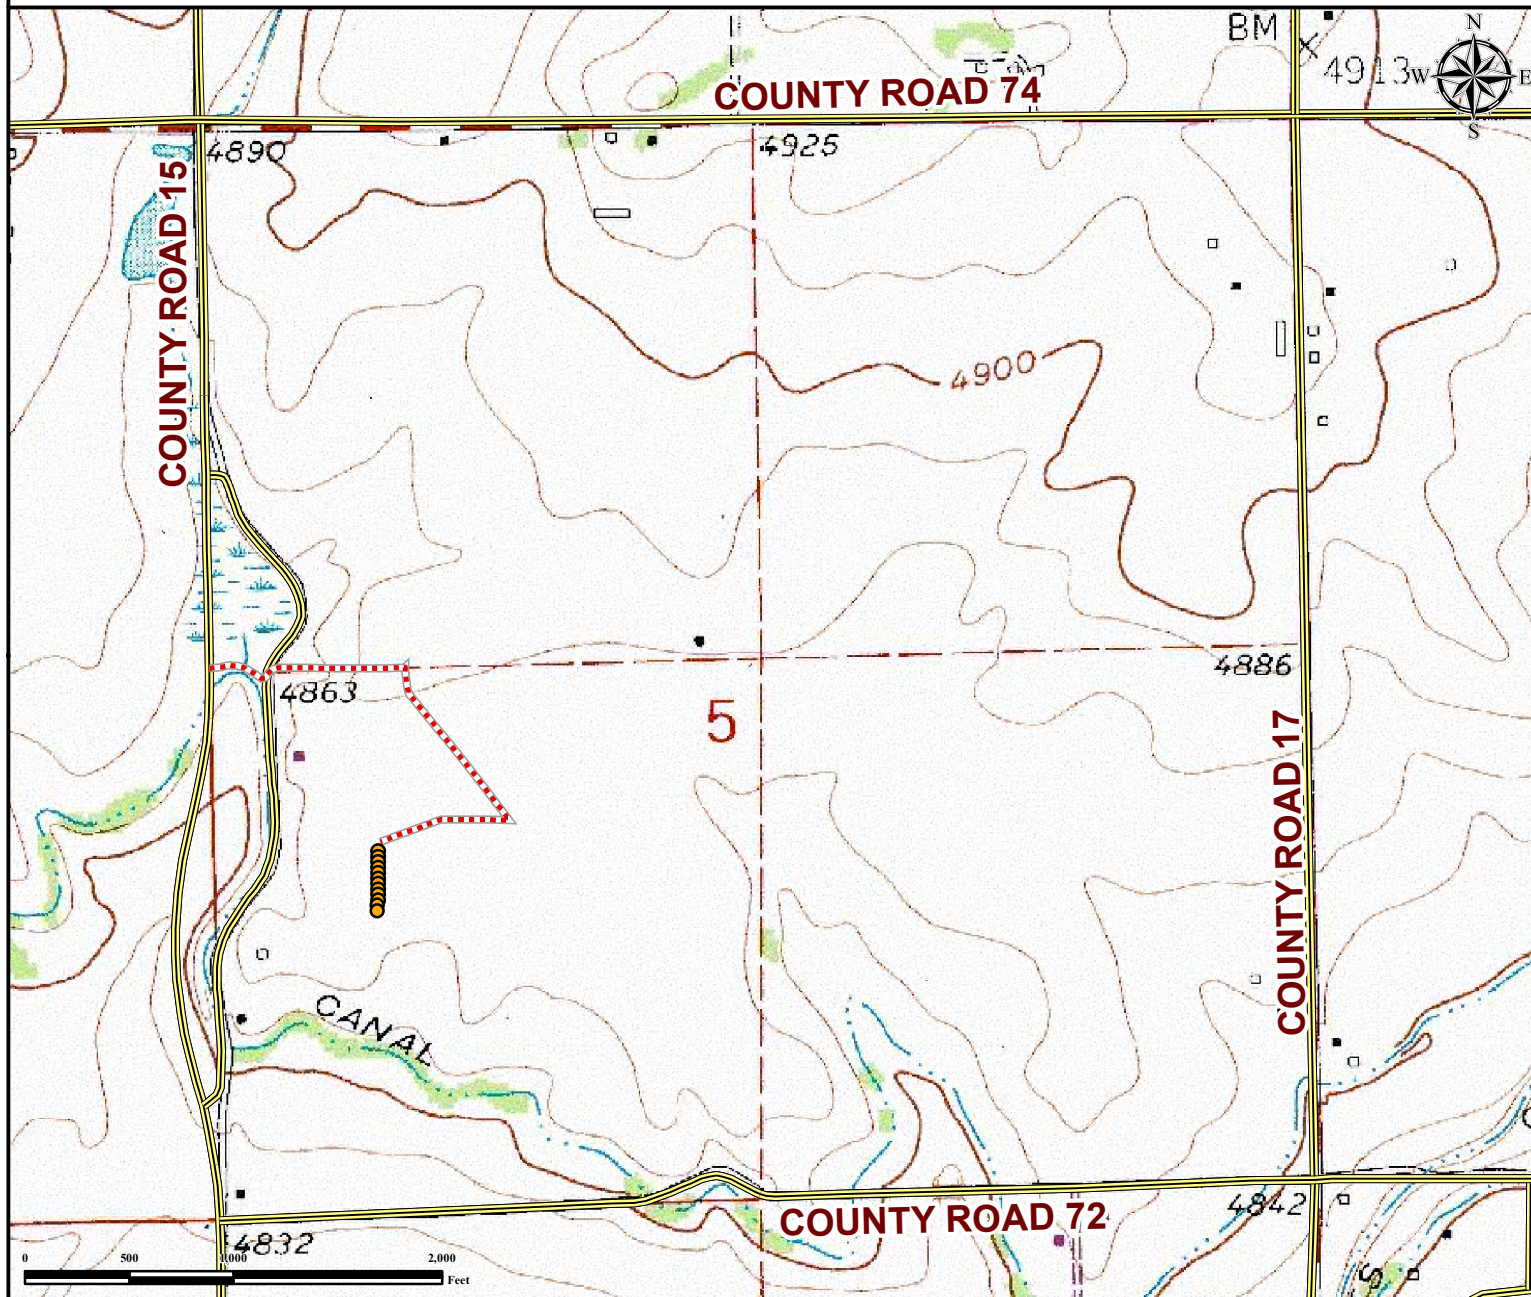 BM
4913
N
W
E
S
COUNTY ROAD 74
4890
4925
COUNTY ROAD 15
4900
4863
4886
5
COUNTY ROAD 17
CANAL
COUNTY ROAD 72
4842
4832
0 500 1,000 2,000
Feet
S